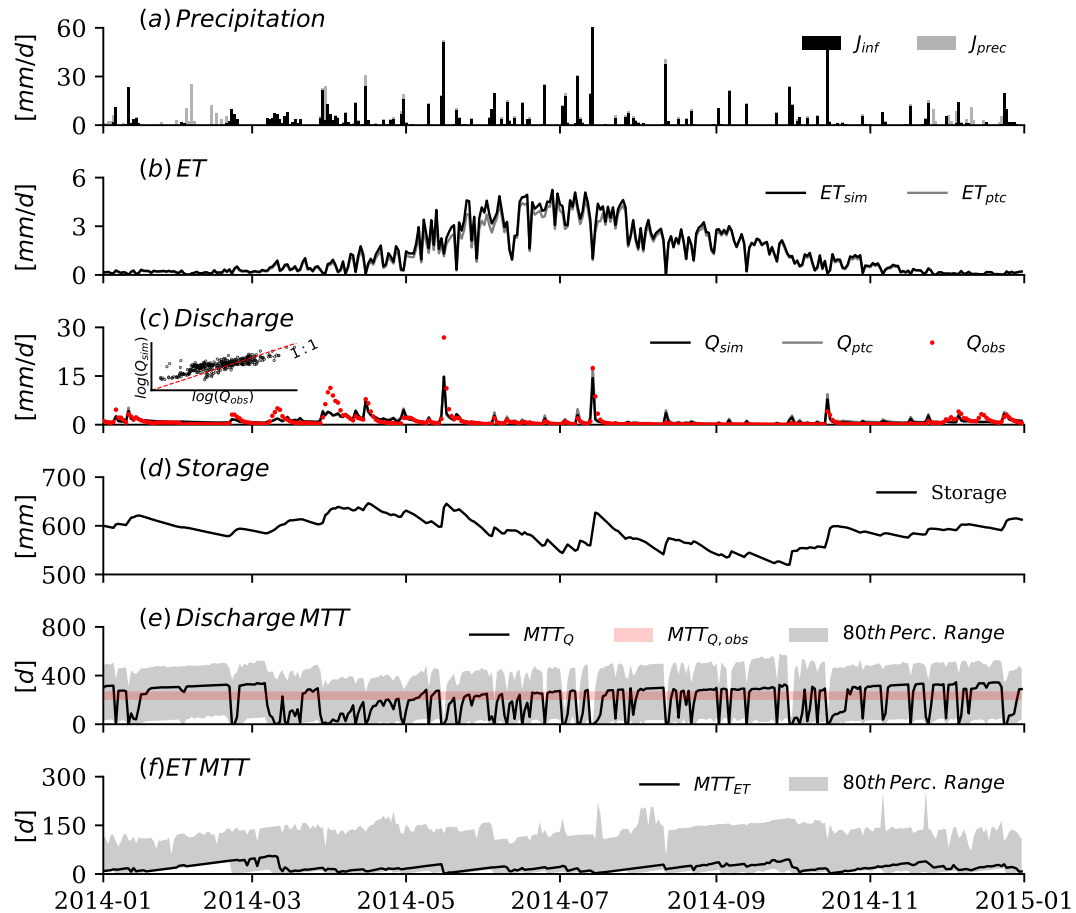 (a) Precipitation
[mm/d]
60
30
0
J_inf
J_prec
(b) ET
[mm/d]
6
3
0
ET_sim
ET_ptc
(c) Discharge
[mm/d]
30
15
0
log(Q_sim)
log(Q_obs)
1:1
Q_sim
Q_ptc
Q_obs
(d) Storage
[mm]
700
600
500
Storage
(e) Discharge MTT
[d]
800
400
0
MTT_Q
MTT_Q,obs
80th Perc. Range
(f) ET MTT
[d]
300
150
0
MTT_ET
80th Perc. Range
2014-01 2014-03 2014-05 2014-07 2014-09 2014-11 2015-01